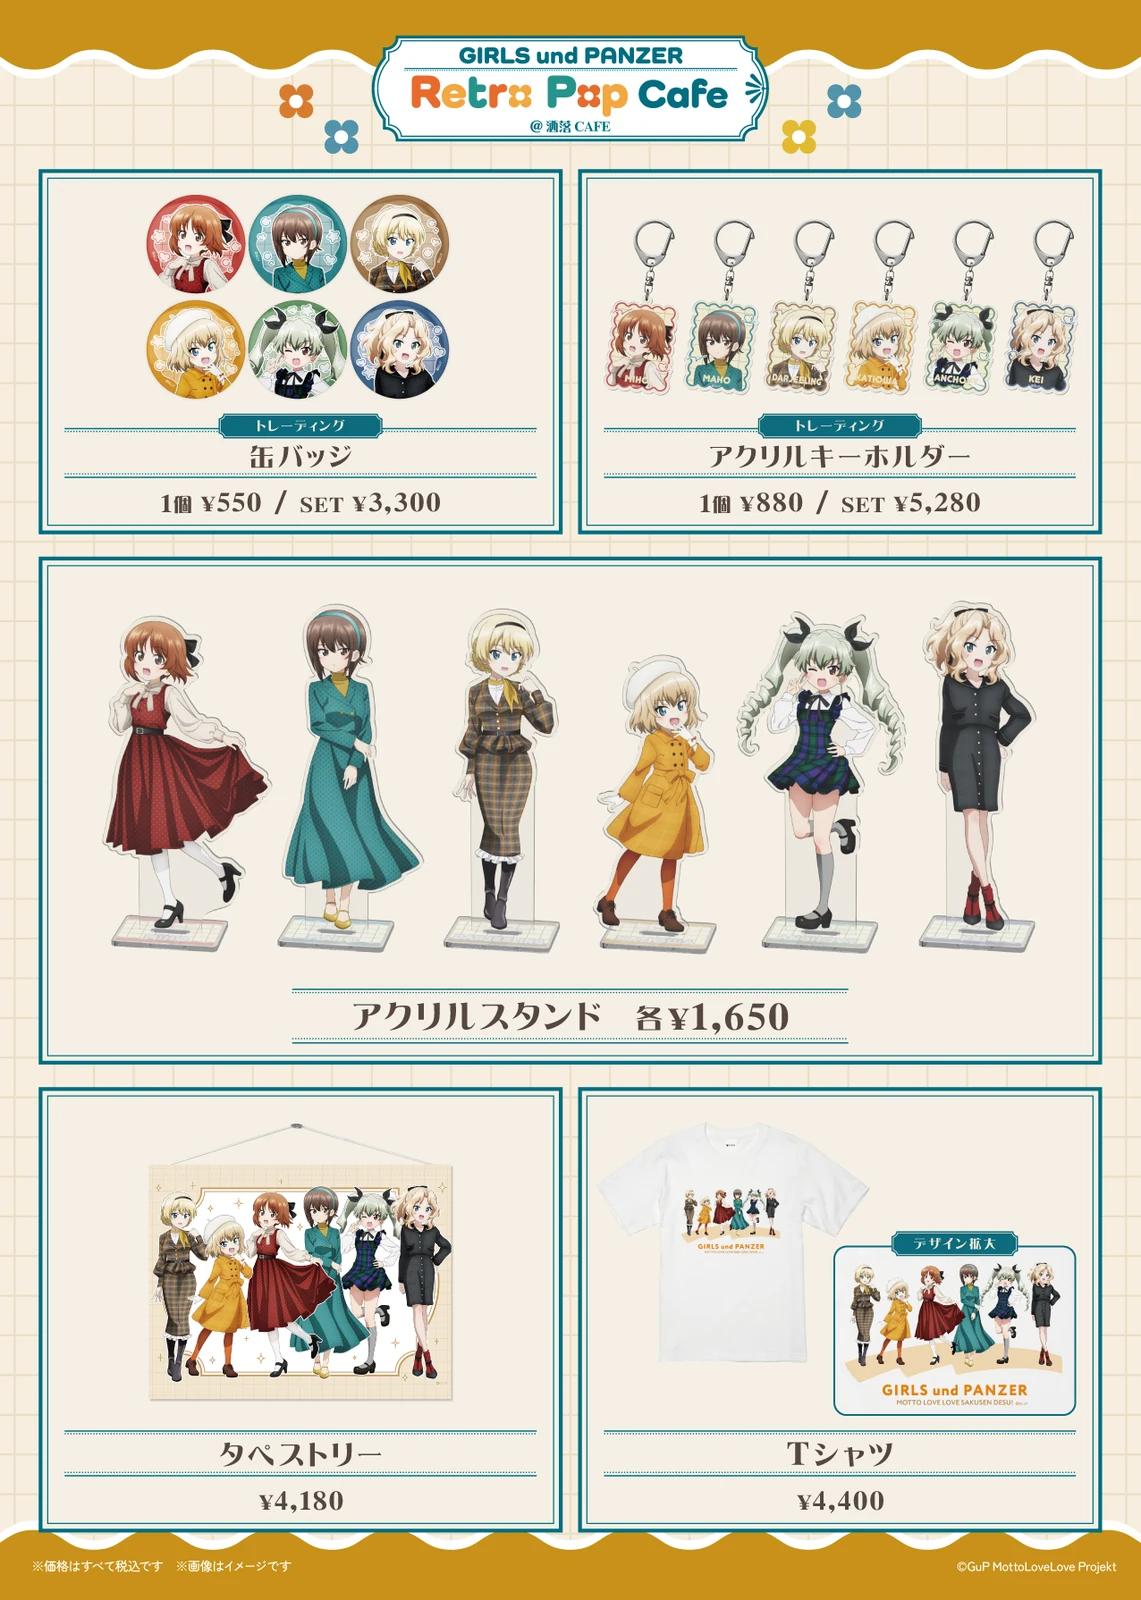 GIRLS und PANZER
Retro Pop Cafe
@ 洒落 CAFE
トレーディング
缶バッジ
1個 ¥550 / SET ¥3,300
MIHO
MAHO
DARJEELING
KATIOWA
ANCHOVY
KEI
トレーディング
アクリルキーホルダー
1個 ¥880 / SET ¥5,280
アクリルスタンド 各¥1,650
タペストリー
¥4,180
GIRLS und PANZER
デザイン拡大
GIRLS und PANZER
MOTTO LOVE LOVE SAKUSEN DESU!
Tシャツ
¥4,400
※価格はすべて税込です ※画像はイメージです
©GuP MottoLoveLove Projekt